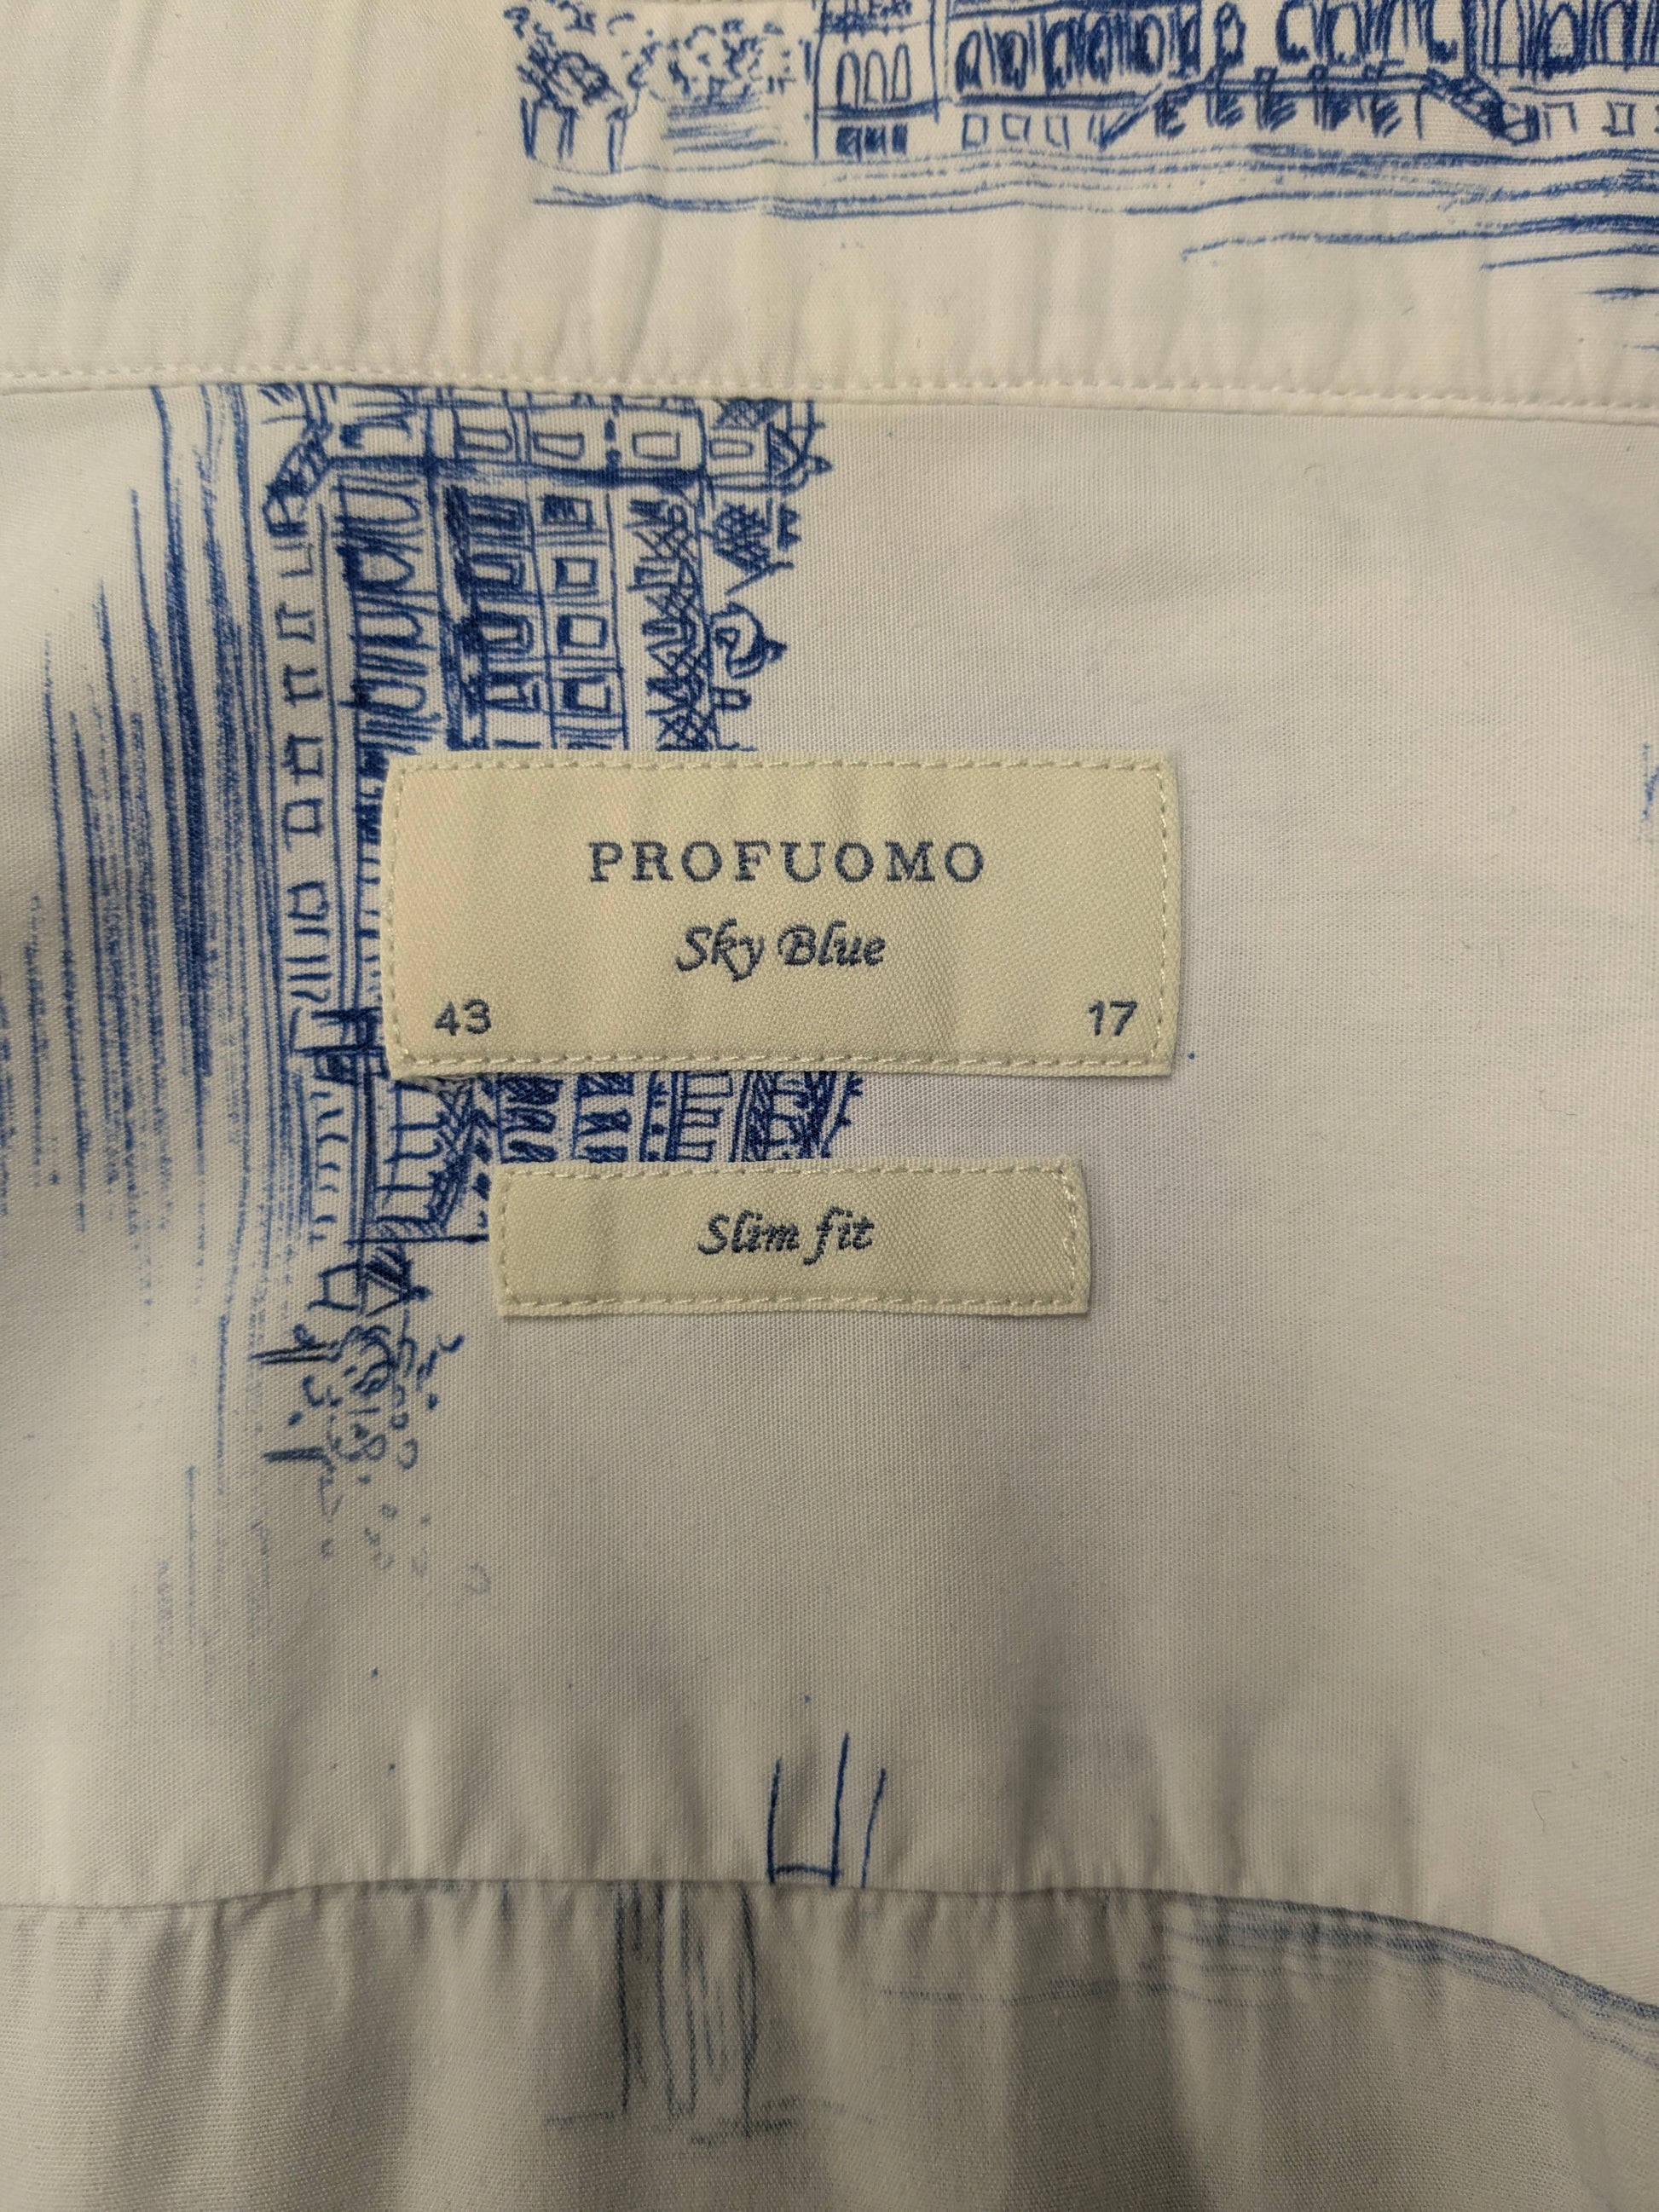 PROFUOMO
Sky Blue
43 17
Slim fit